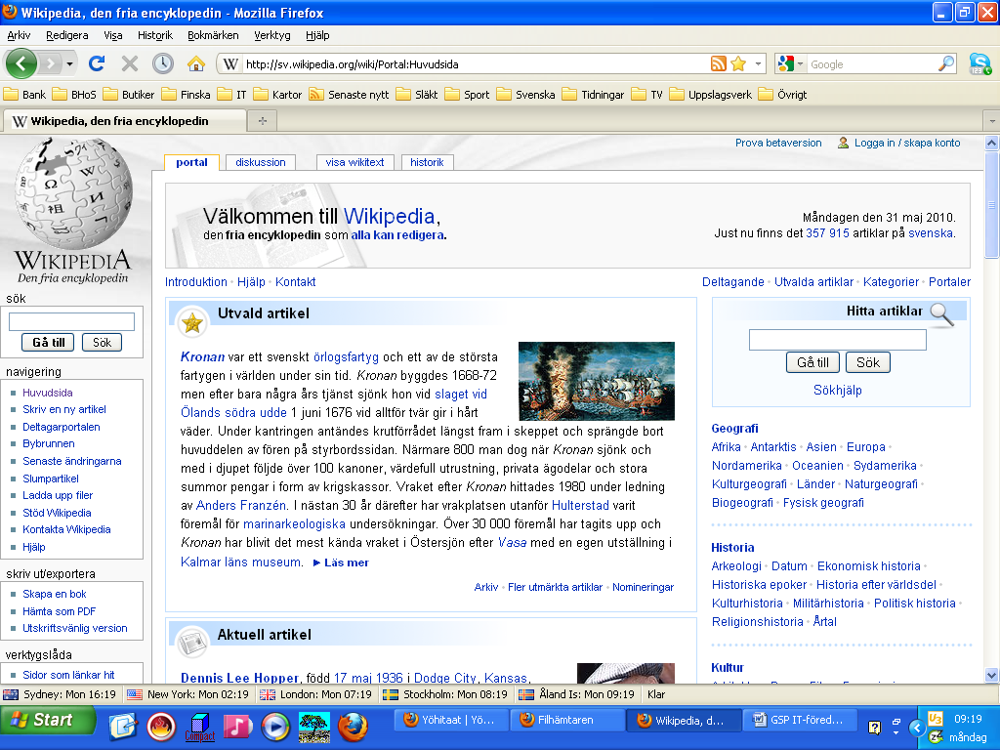 Wikipedia, den fria encyklopedin - Mozilla Firefox
Arkiv Redigera Visa Historik Bokmärken Verktyg Hjälp
http://sv.wikipedia.org/wiki/Portal:Huvudsida
Google
Bank BHoS Butiker Finska IT Kartor Senaste nytt Släkt Sport Svenska Tidningar TV Uppslagsverk Övrigt
Wikipedia, den fria encyklopedin
Prova betaversion Logga in / skapa konto
portal diskussion visa wikitext historik
WIKIPEDIA
Den fria encyklopedin
sök
Gå till Sök
navigering
Huvudsida
Skriv en ny artikel
Deltagarportalen
Bybrunnen
Senaste ändringarna
Slumpartikel
Ladda upp filer
Stöd Wikipedia
Kontakta Wikipedia
Hjälp
skriv ut/exportera
Skapa en bok
Hämta som PDF
Utskriftsvänlig version
verktygslåda
Sidor som länkar hit
Välkommen till Wikipedia,
den fria encyklopedin som alla kan redigera.
Måndagen den 31 maj 2010.
Just nu finns det 357 915 artiklar på svenska.
Introduktion · Hjälp · Kontakt
Deltagande · Utvalda artiklar · Kategorier · Portaler
Utvald artikel
Kronan var ett svenskt örlogsfartyg och ett av de största
fartygen i världen under sin tid. Kronan byggdes 1668-72
men efter bara några års tjänst sjönk hon vid slaget vid
Ölands södra udde 1 juni 1676 vid alltför tvär gir i hårt
väder. Under kantringen antändes krutförrådet längst fram i skeppet och sprängde bort
huvuddelen av fören på styrbordssidan. Närmare 800 man dog när Kronan sjönk och
med i djupet följde över 100 kanoner, värdefull utrustning, privata ägodelar och stora
summor pengar i form av krigskassor. Vraket efter Kronan hittades 1980 under ledning
av Anders Franzén. I nästan 30 år därefter har vrakplatsen utanför Hulterstad varit
föremål för marinarkeologiska undersökningar. Över 30 000 föremål har tagits upp och
Kronan har blivit det mest kända vraket i Östersjön efter Vasa med en egen utställning i
Kalmar läns museum. ► Läs mer
Arkiv · Fler utmärkta artiklar · Nomineringar
Aktuell artikel
Dennis Lee Hopper, född 17 maj 1936 i Dodge City, Kansas,
Hitta artiklar
Gå till Sök
Sökhjälp
Geografi
Afrika · Antarktis · Asien · Europa ·
Nordamerika · Oceanien · Sydamerika ·
Kulturgeografi · Länder · Naturgeografi ·
Biogeografi · Fysisk geografi
Historia
Arkeologi · Datum · Ekonomisk historia ·
Historiska epoker · Historia efter världsdel ·
Kulturhistoria · Militärhistoria · Politisk historia ·
Religionshistoria · Årtal
Kultur
Sydney: Mon 16:19 New York: Mon 02:19 London: Mon 07:19 Stockholm: Mon 08:19 Åland Is: Mon 09:19 Klar
Start Compact Yöhitaat | Yö... Filhämtaren Wikipedia, d... GSP IT-föred... 09:19
måndag